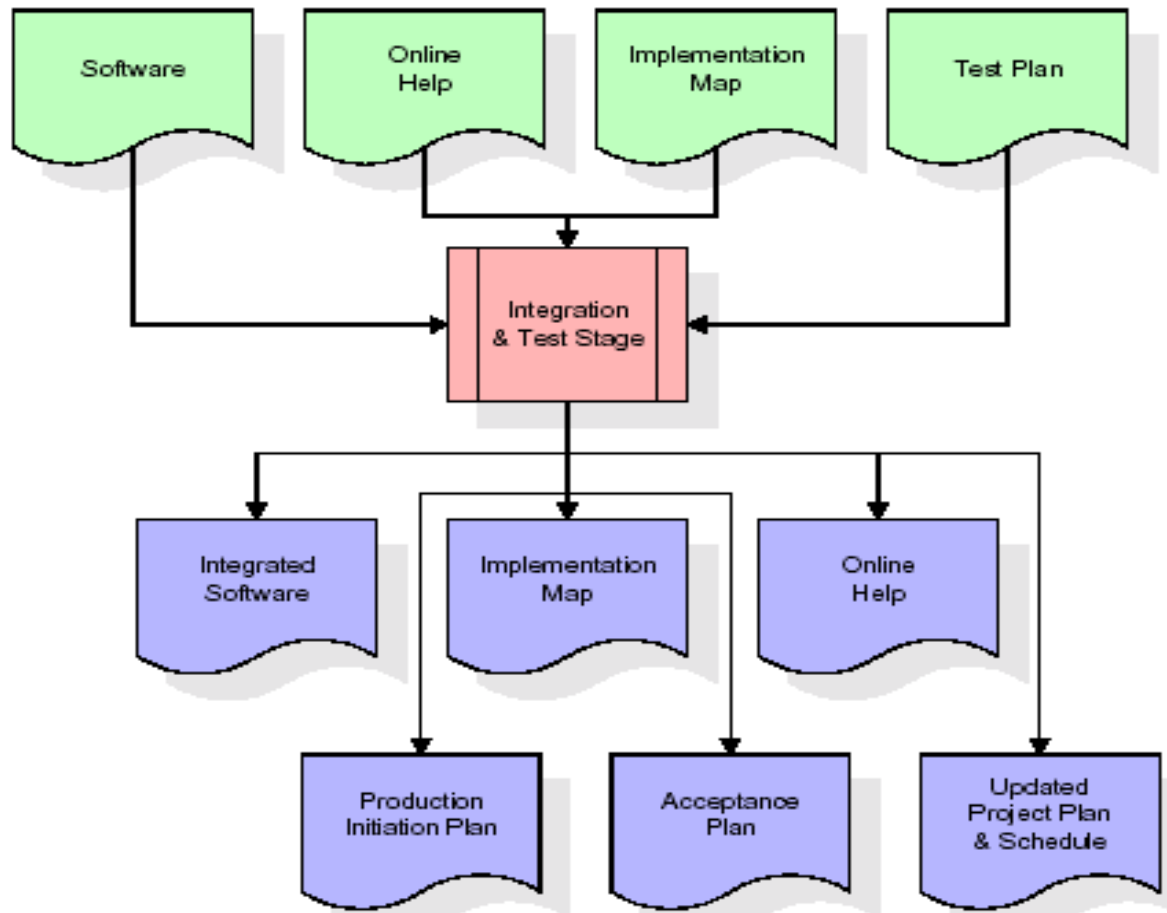 Software
Online
Help
Implementation
Map
Test Plan
Integration
& Test Stage
Integrated
Software
Implementation
Map
Online
Help
Production
Initiation Plan
Acceptance
Plan
Updated
Project Plan
& Schedule